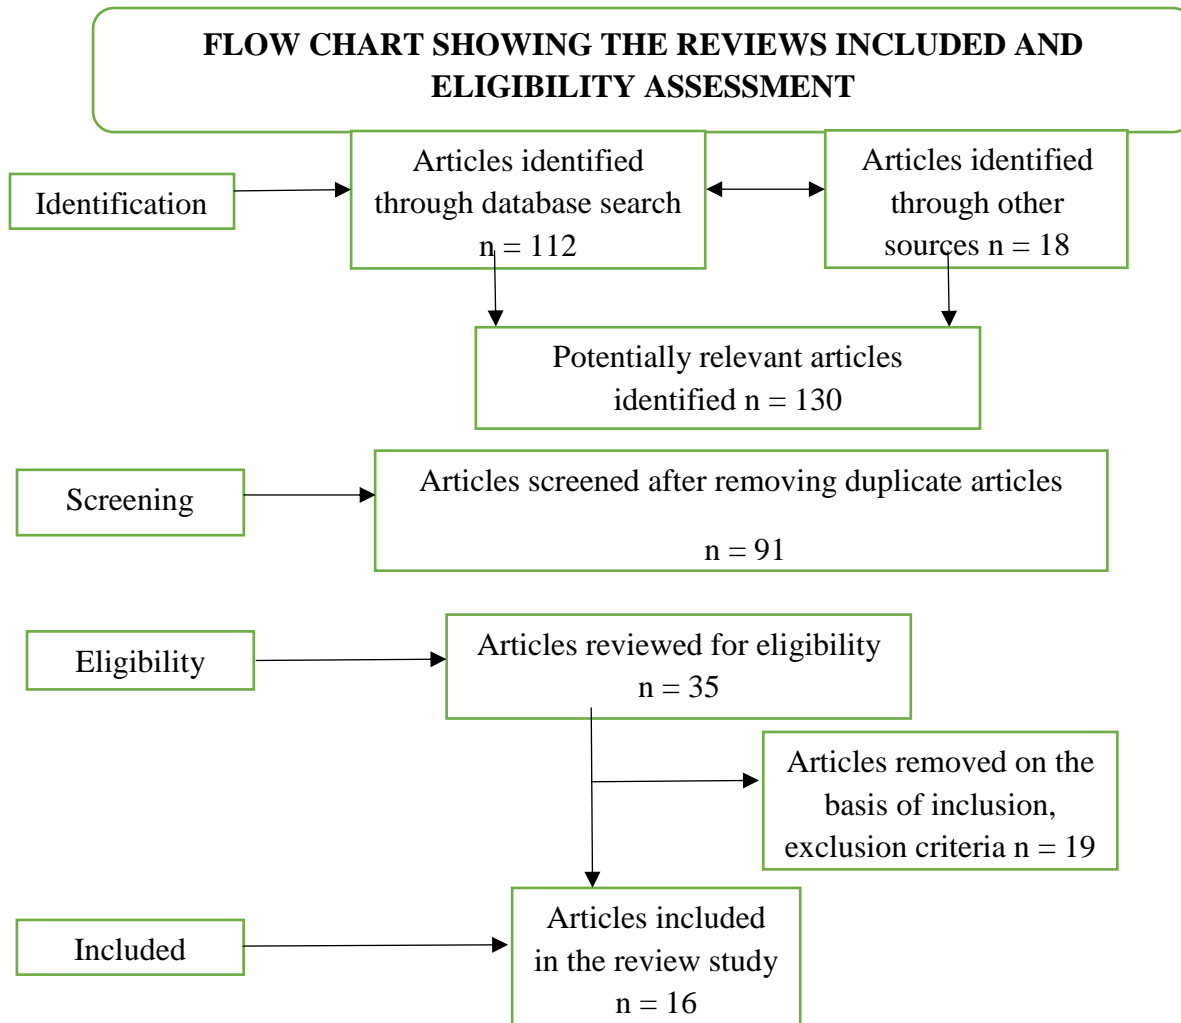 FLOW CHART SHOWING THE REVIEWS INCLUDED AND
ELIGIBILITY ASSESSMENT
Identification
Articles identified
through database search
n = 112
Articles identified
through other
sources n = 18
Potentially relevant articles
identified n = 130
Screening
Articles screened after removing duplicate articles
n = 91
Eligibility
Articles reviewed for eligibility
n = 35
Articles removed on the
basis of inclusion,
exclusion criteria n = 19
Included
Articles included
in the review study
n = 16